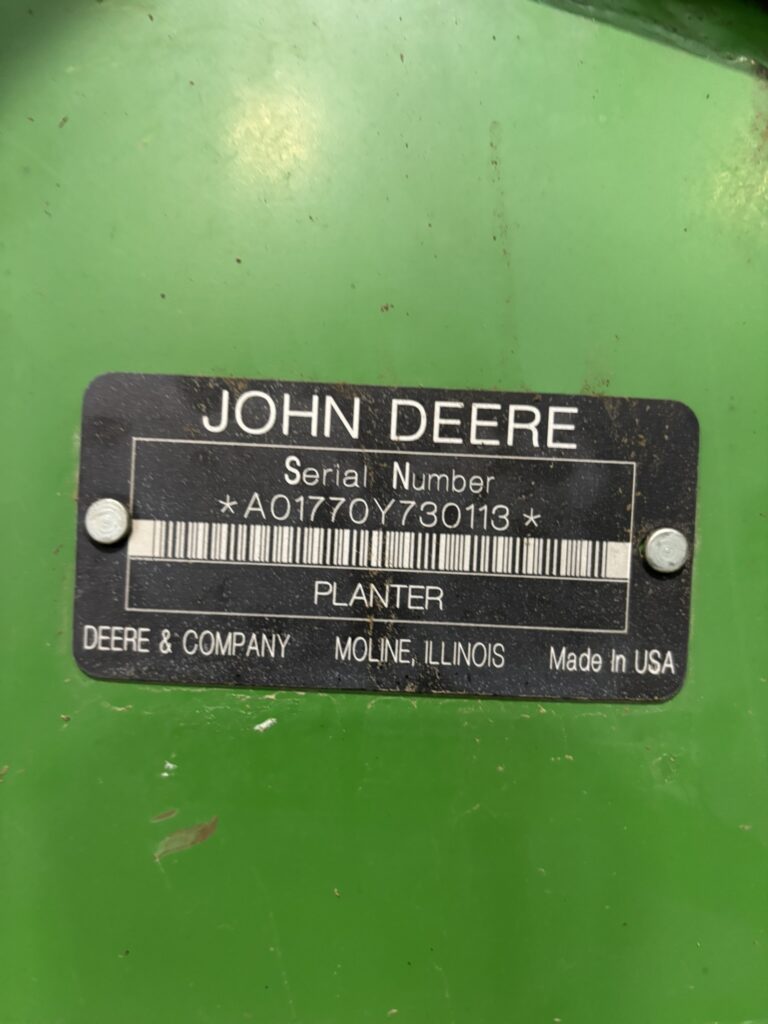 JOHN DEERE
Serial Number
*A01770Y730113*
PLANTER
DEERE & COMPANY MOLINE, ILLINOIS Made In USA